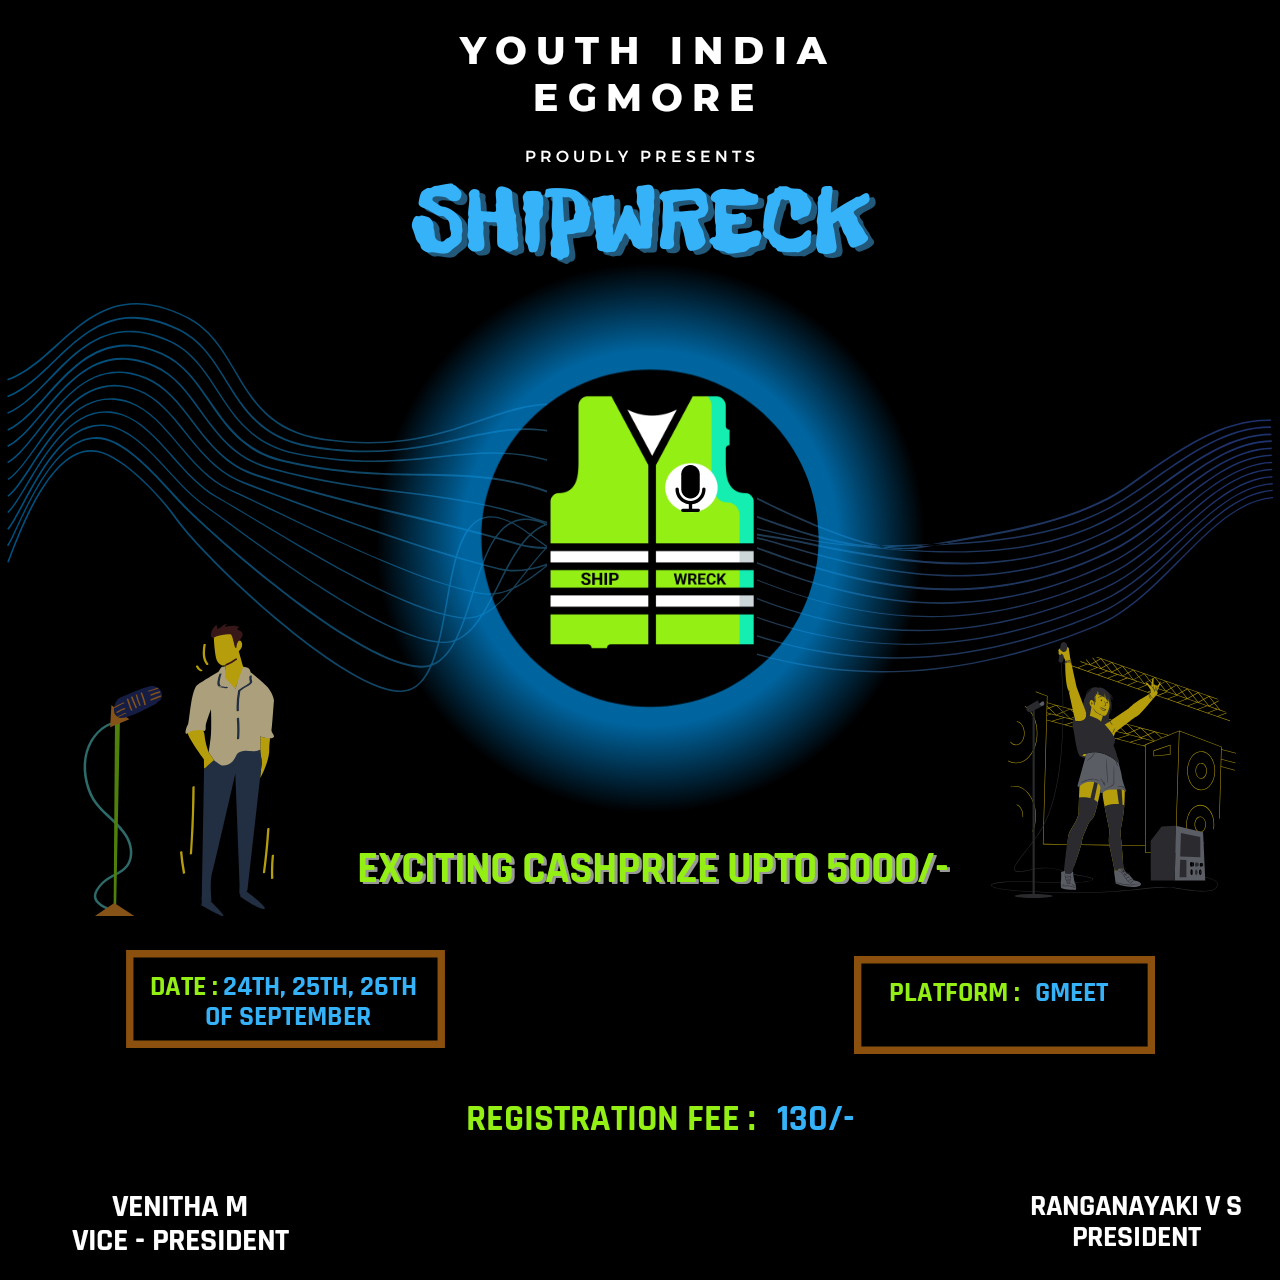 YOUTH INDIA
EGMORE
PROUDLY PRESENTS
SHIPWRECK
SHIP WRECK
EXCITING CASHPRIZE UPTO 5000/-
DATE : 24TH, 25TH, 26TH
OF SEPTEMBER
PLATFORM : GMEET
REGISTRATION FEE : 130/-
VENITHA M
VICE - PRESIDENT
RANGANAYAKI V S
PRESIDENT